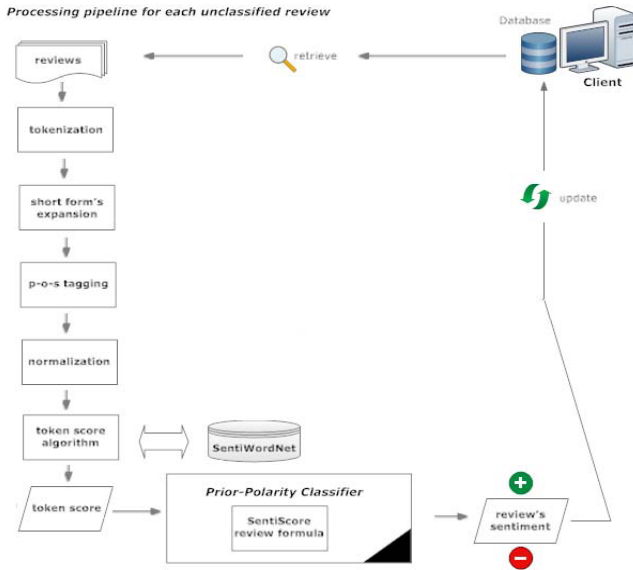 Processing pipeline for each unclassified review
Database
reviews
retrieve
Client
tokenization
short form's
expansion
update
p-o-s tagging
normalization
token score
algorithm
SentiWordNet
token score
Prior-Polarity Classifier
SentiScore
review formula
review's
sentiment